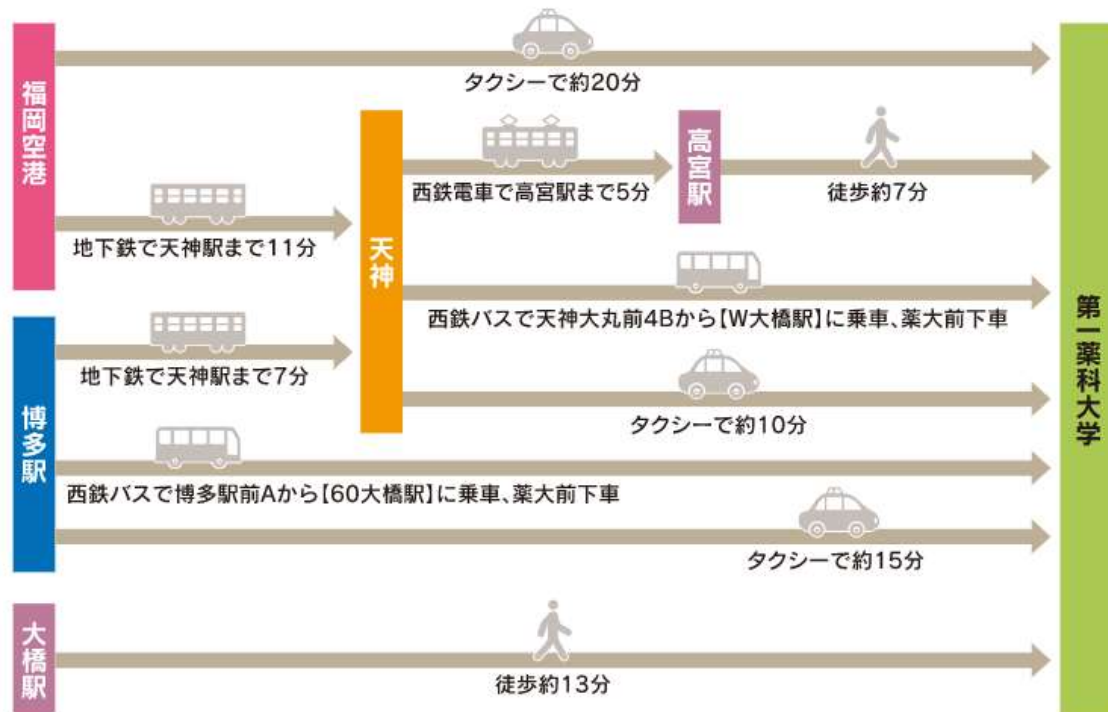 福岡空港
タクシーで約20分
天神
西鉄電車で高宮駅まで5分
高宮駅
徒歩約7分
地下鉄で天神駅まで11分
西鉄バスで天神大丸前4Bから【W大橋駅】に乗車、薬大前下車
博多駅
地下鉄で天神駅まで7分
タクシーで約10分
西鉄バスで博多駅前Aから【60大橋駅】に乗車、薬大前下車
タクシーで約15分
大橋駅
徒歩約13分
第一薬科大学